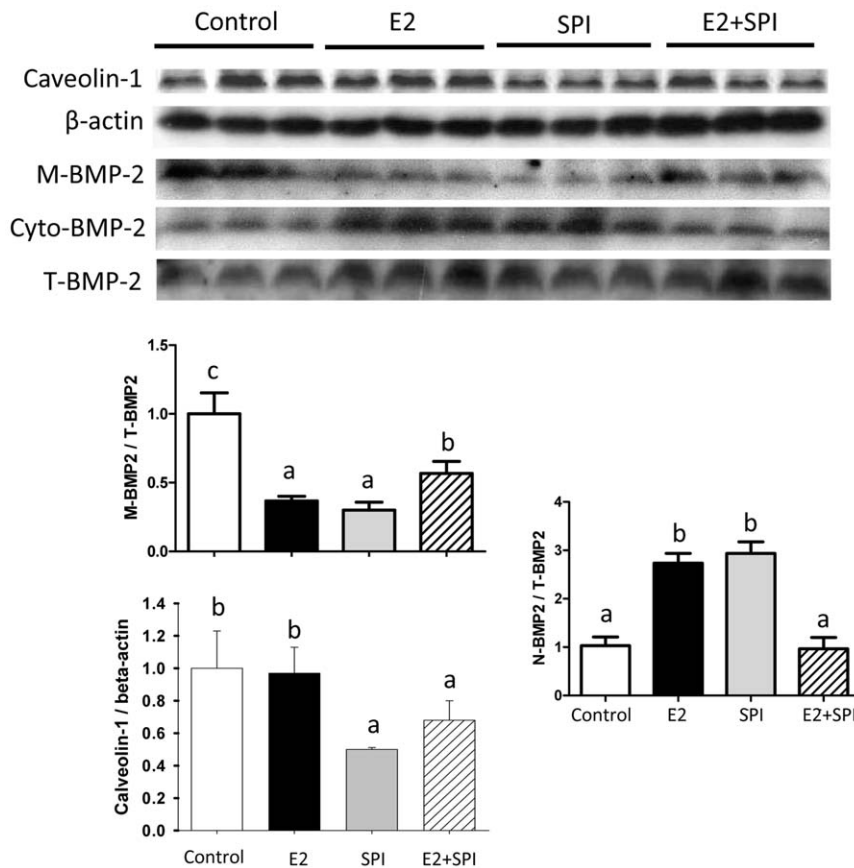 Control E2 SPI E2+SPI
Caveolin-1
β-actin
M-BMP-2
Cyto-BMP-2
T-BMP-2
M-BMP2 / T-BMP2
1.5
1.0
0.5
0.0
c
a
a
b
Calveolin-1 / beta-actin
1.4
1.2
1.0
0.8
0.6
0.4
0.2
0.0
b
b
a
a
Control E2 SPI E2+SPI
N-BMP2 / T-BMP2
4
3
2
1
0
a
b
b
a
Control E2 SPI E2+SPI